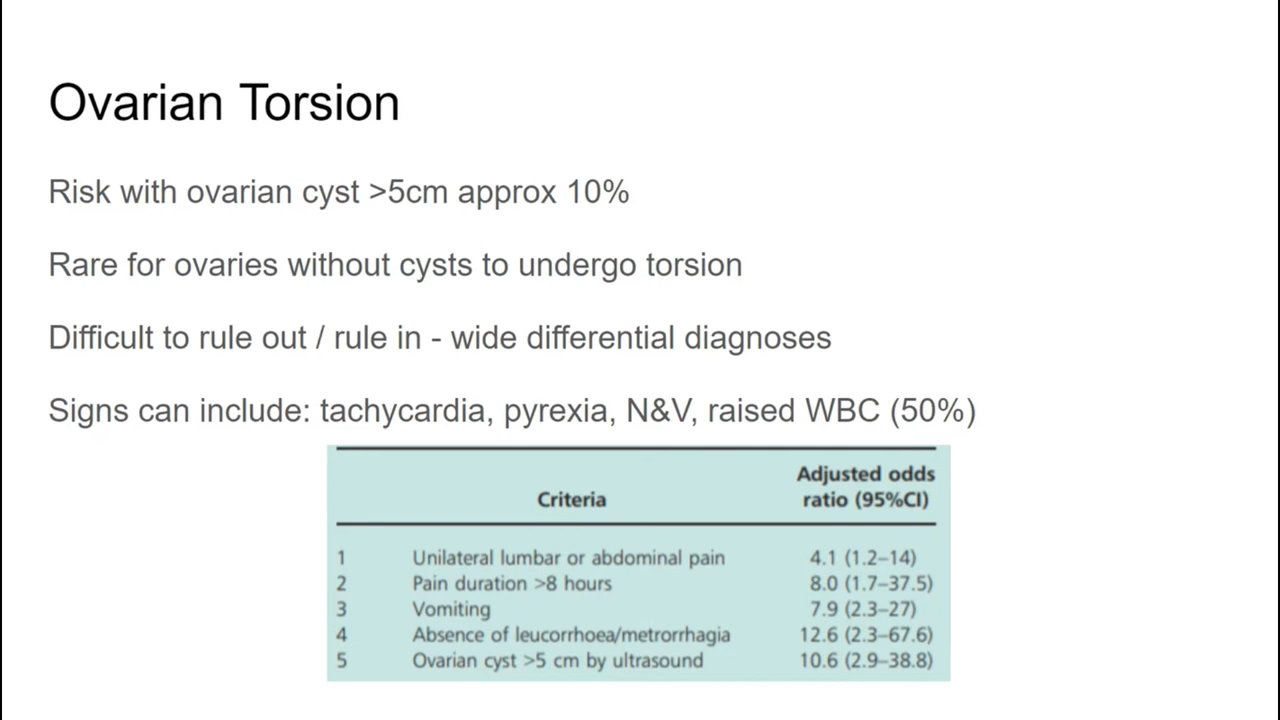 Ovarian Torsion
Risk with ovarian cyst >5cm approx 10%
Rare for ovaries without cysts to undergo torsion
Difficult to rule out / rule in - wide differential diagnoses
Signs can include: tachycardia, pyrexia, N&V, raised WBC (50%)
Criteria Adjusted odds ratio (95%CI)
1 Unilateral lumbar or abdominal pain 4.1 (1.2–14)
2 Pain duration >8 hours 8.0 (1.7–37.5)
3 Vomiting 7.9 (2.3–27)
4 Absence of leucorrhoea/metrorrhagia 12.6 (2.3–67.6)
5 Ovarian cyst >5 cm by ultrasound 10.6 (2.9–38.8)